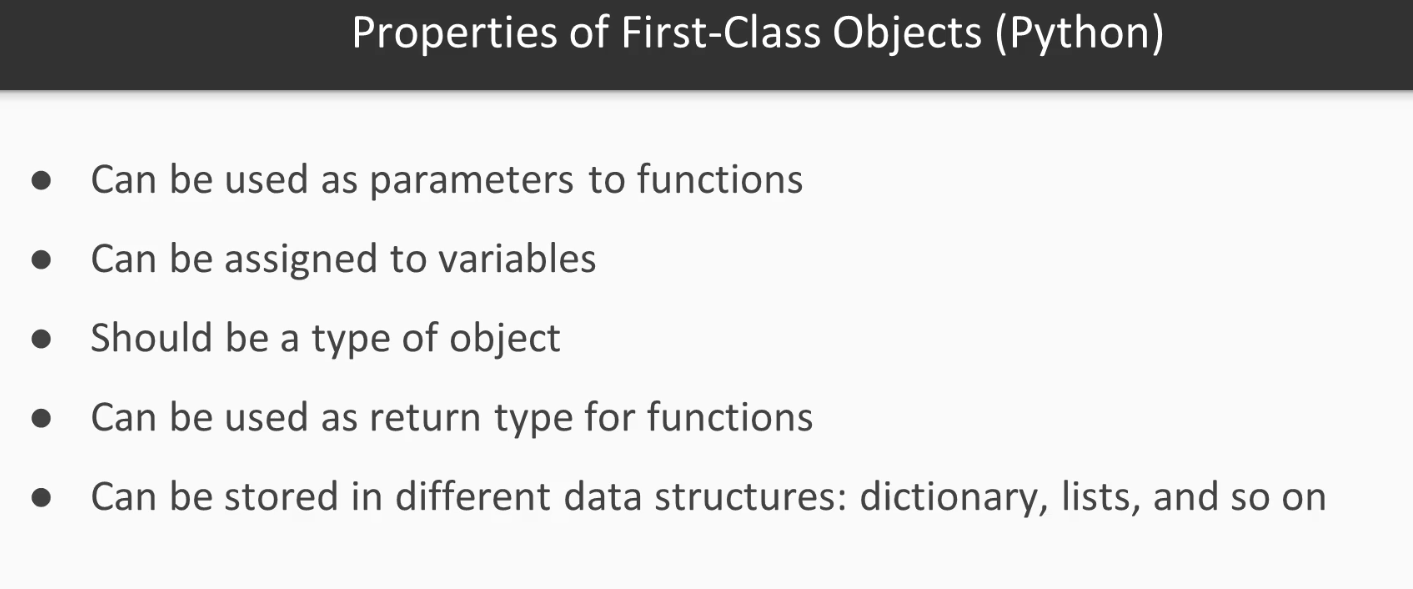 Properties of First-Class Objects (Python)
● Can be used as parameters to functions
● Can be assigned to variables
● Should be a type of object
● Can be used as return type for functions
● Can be stored in different data structures: dictionary, lists, and so on